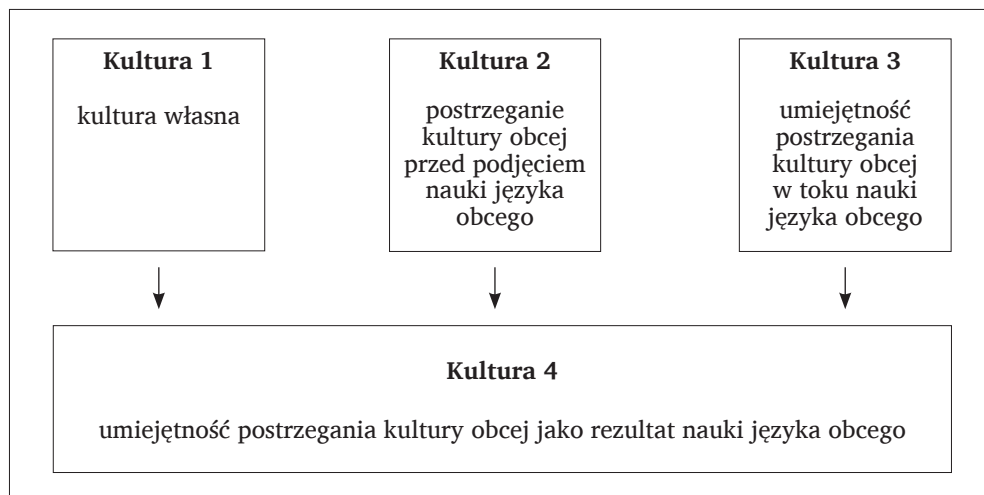 Kultura 1
kultura własna
Kultura 2
postrzeganie
kultury obcej
przed podjęciem
nauki języka
obcego
Kultura 3
umiejętność
postrzegania
kultury obcej
w toku nauki
języka obcego
Kultura 4
umiejętność postrzegania kultury obcej jako rezultat nauki języka obcego